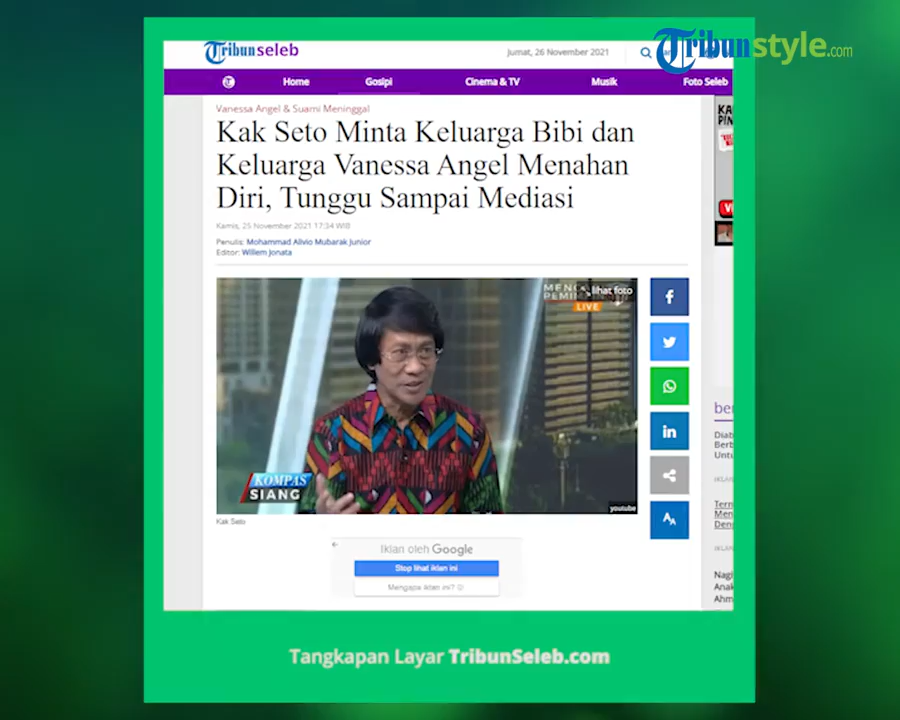 Tribunseleb
Jumat, 26 November 2021
Tribunstyle.com
Home Gosipi Cinema & TV Musik Foto Seleb
Vanessa Angel & Suami Meninggal
Kak Seto Minta Keluarga Bibi dan
Keluarga Vanessa Angel Menahan
Diri, Tunggu Sampai Mediasi
Kamis, 25 November 2021 17:34 WIB
Penulis: Mohammad Alivio Mubarak Junior
Editor: Willem Jonata
lihat foto
LIVE
KOMPAS
SIANG
youtube
Kak Seto
Iklan oleh Google
Stop lihat iklan ini
Mengapa iklan ini?
Tangkapan Layar TribunSeleb.com